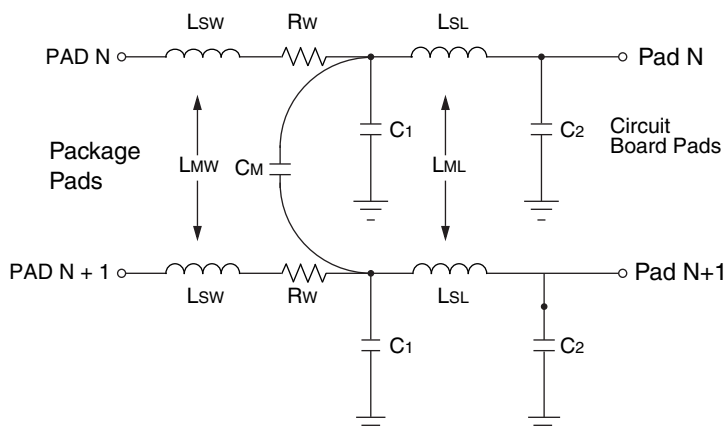 LSW RW LSL
PAD N Pad N
C1 C2 Circuit
Board Pads
Package
Pads
LMW CM LML
PAD N + 1 Pad N+1
LSW RW LSL
C1 C2